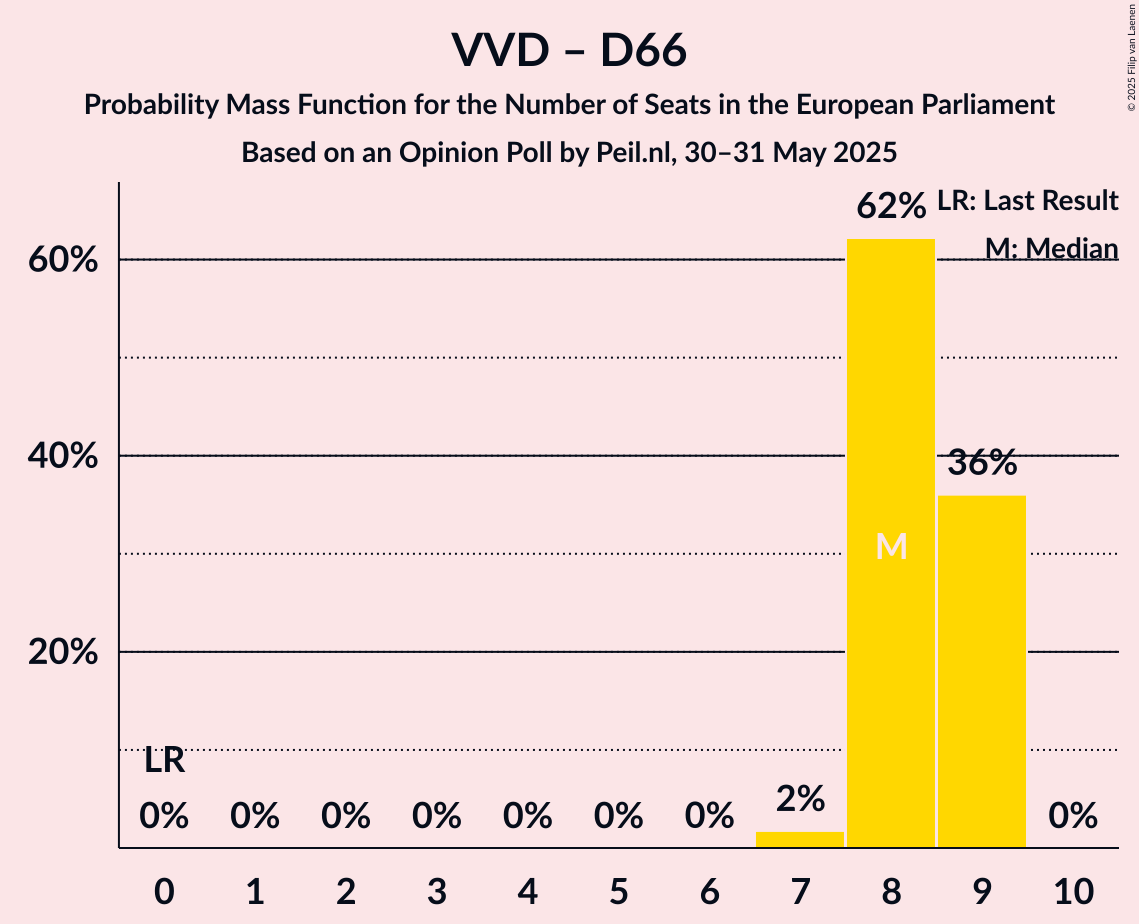 VVD – D66
Probability Mass Function for the Number of Seats in the European Parliament
Based on an Opinion Poll by Peil.nl, 30–31 May 2025
© 2025 Filip van Laenen
LR: Last Result
M: Median
60%
40%
20%
62%
36%
M
LR
0% 0% 0% 0% 0% 0% 0% 2% 0%
0 1 2 3 4 5 6 7 8 9 10